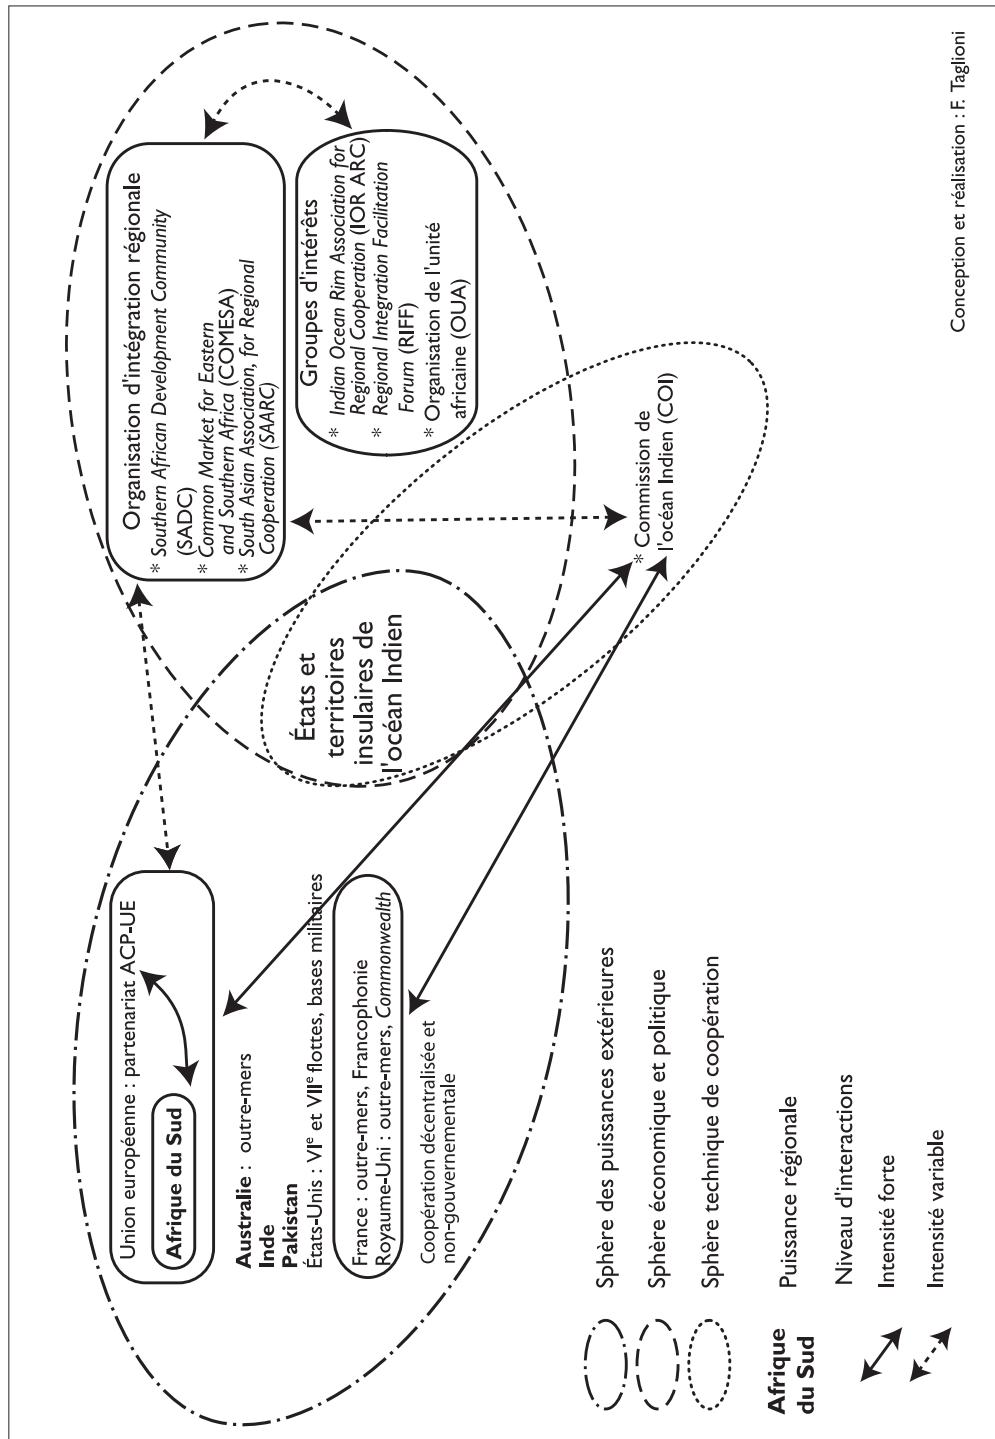 Union européenne : partenariat ACP-UE
Afrique du Sud
Australie : outre-mers
Inde
Pakistan
États-Unis : VIe et VIIe flottes, bases militaires
France : outre-mers, Francophonie
Royaume-Uni : outre-mers, Commonwealth
Coopération décentralisée et
non-gouvernementale
États et
territoires
insulaires de
l'océan Indien
Organisation d'intégration régionale
* Southern African Development Community
(SADC)
* Common Market for Eastern
and Southern Africa (COMESA)
* South Asian Association, for Regional
Cooperation (SAARC)
Groupes d'intérêts
* Indian Ocean Rim Association for
Regional Cooperation (IOR ARC)
* Regional Integration Facilitation
Forum (RIFF)
* Organisation de l'unité
africaine (OUA)
* Commission de
l'océan Indien (COI)
Sphère des puissances extérieures
Sphère économique et politique
Sphère technique de coopération
Afrique
du Sud
Puissance régionale
Niveau d'interactions
Intensité forte
Intensité variable
Conception et réalisation : F. Taglioni